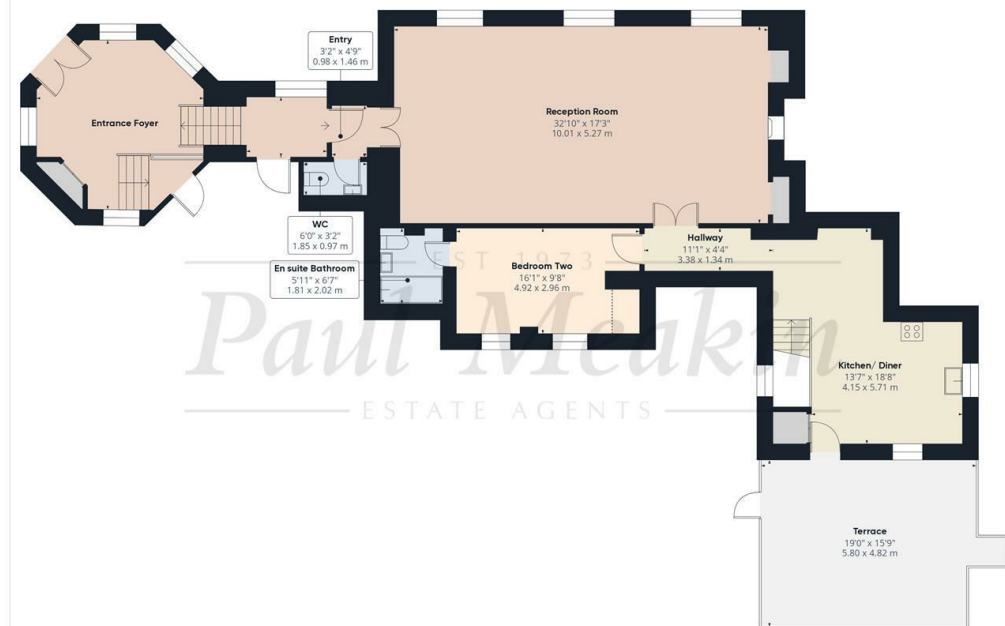 Entry
3'2" x 4'9"
0.98 x 1.46 m
Entrance Foyer
Reception Room
32'10" x 17'3"
10.01 x 5.27 m
WC
6'0" x 3'2"
1.85 x 0.97 m
Hallway
11'1" x 4'4"
3.38 x 1.34 m
EST 1973
En suite Bathroom
5'11" x 6'7"
1.81 x 2.02 m
Bedroom Two
16'1" x 9'8"
4.92 x 2.96 m
Paul Meakin
ESTATE AGENTS
Kitchen/ Diner
13'7" x 18'8"
4.15 x 5.71 m
Terrace
19'0" x 15'9"
5.80 x 4.82 m